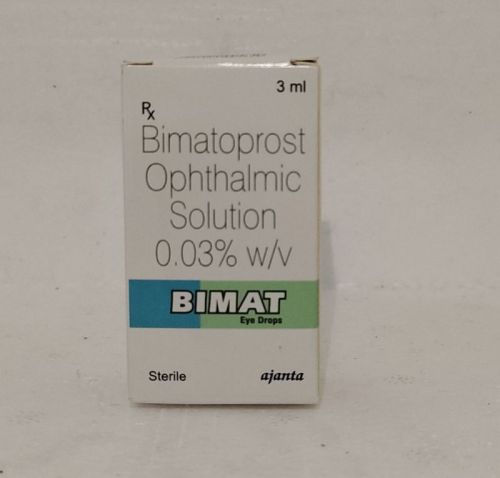 3 ml
Rx
Bimatoprost
Ophthalmic
Solution
0.03% w/v
BIMAT
Eye Drops
Sterile
ajanta